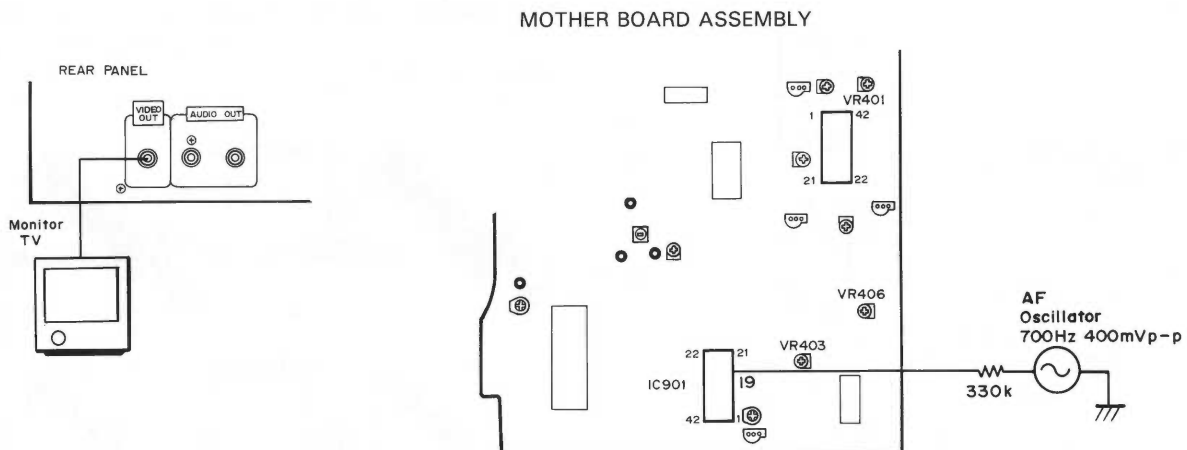 MOTHER BOARD ASSEMBLY
REAR PANEL
VIDEO
OUT
AUDIO OUT
Monitor
TV
VR401
1
42
21
22
VR406
VR403
22
21
IC901
19
42
1
AF
Oscillator
700Hz 400mVp-p
330k